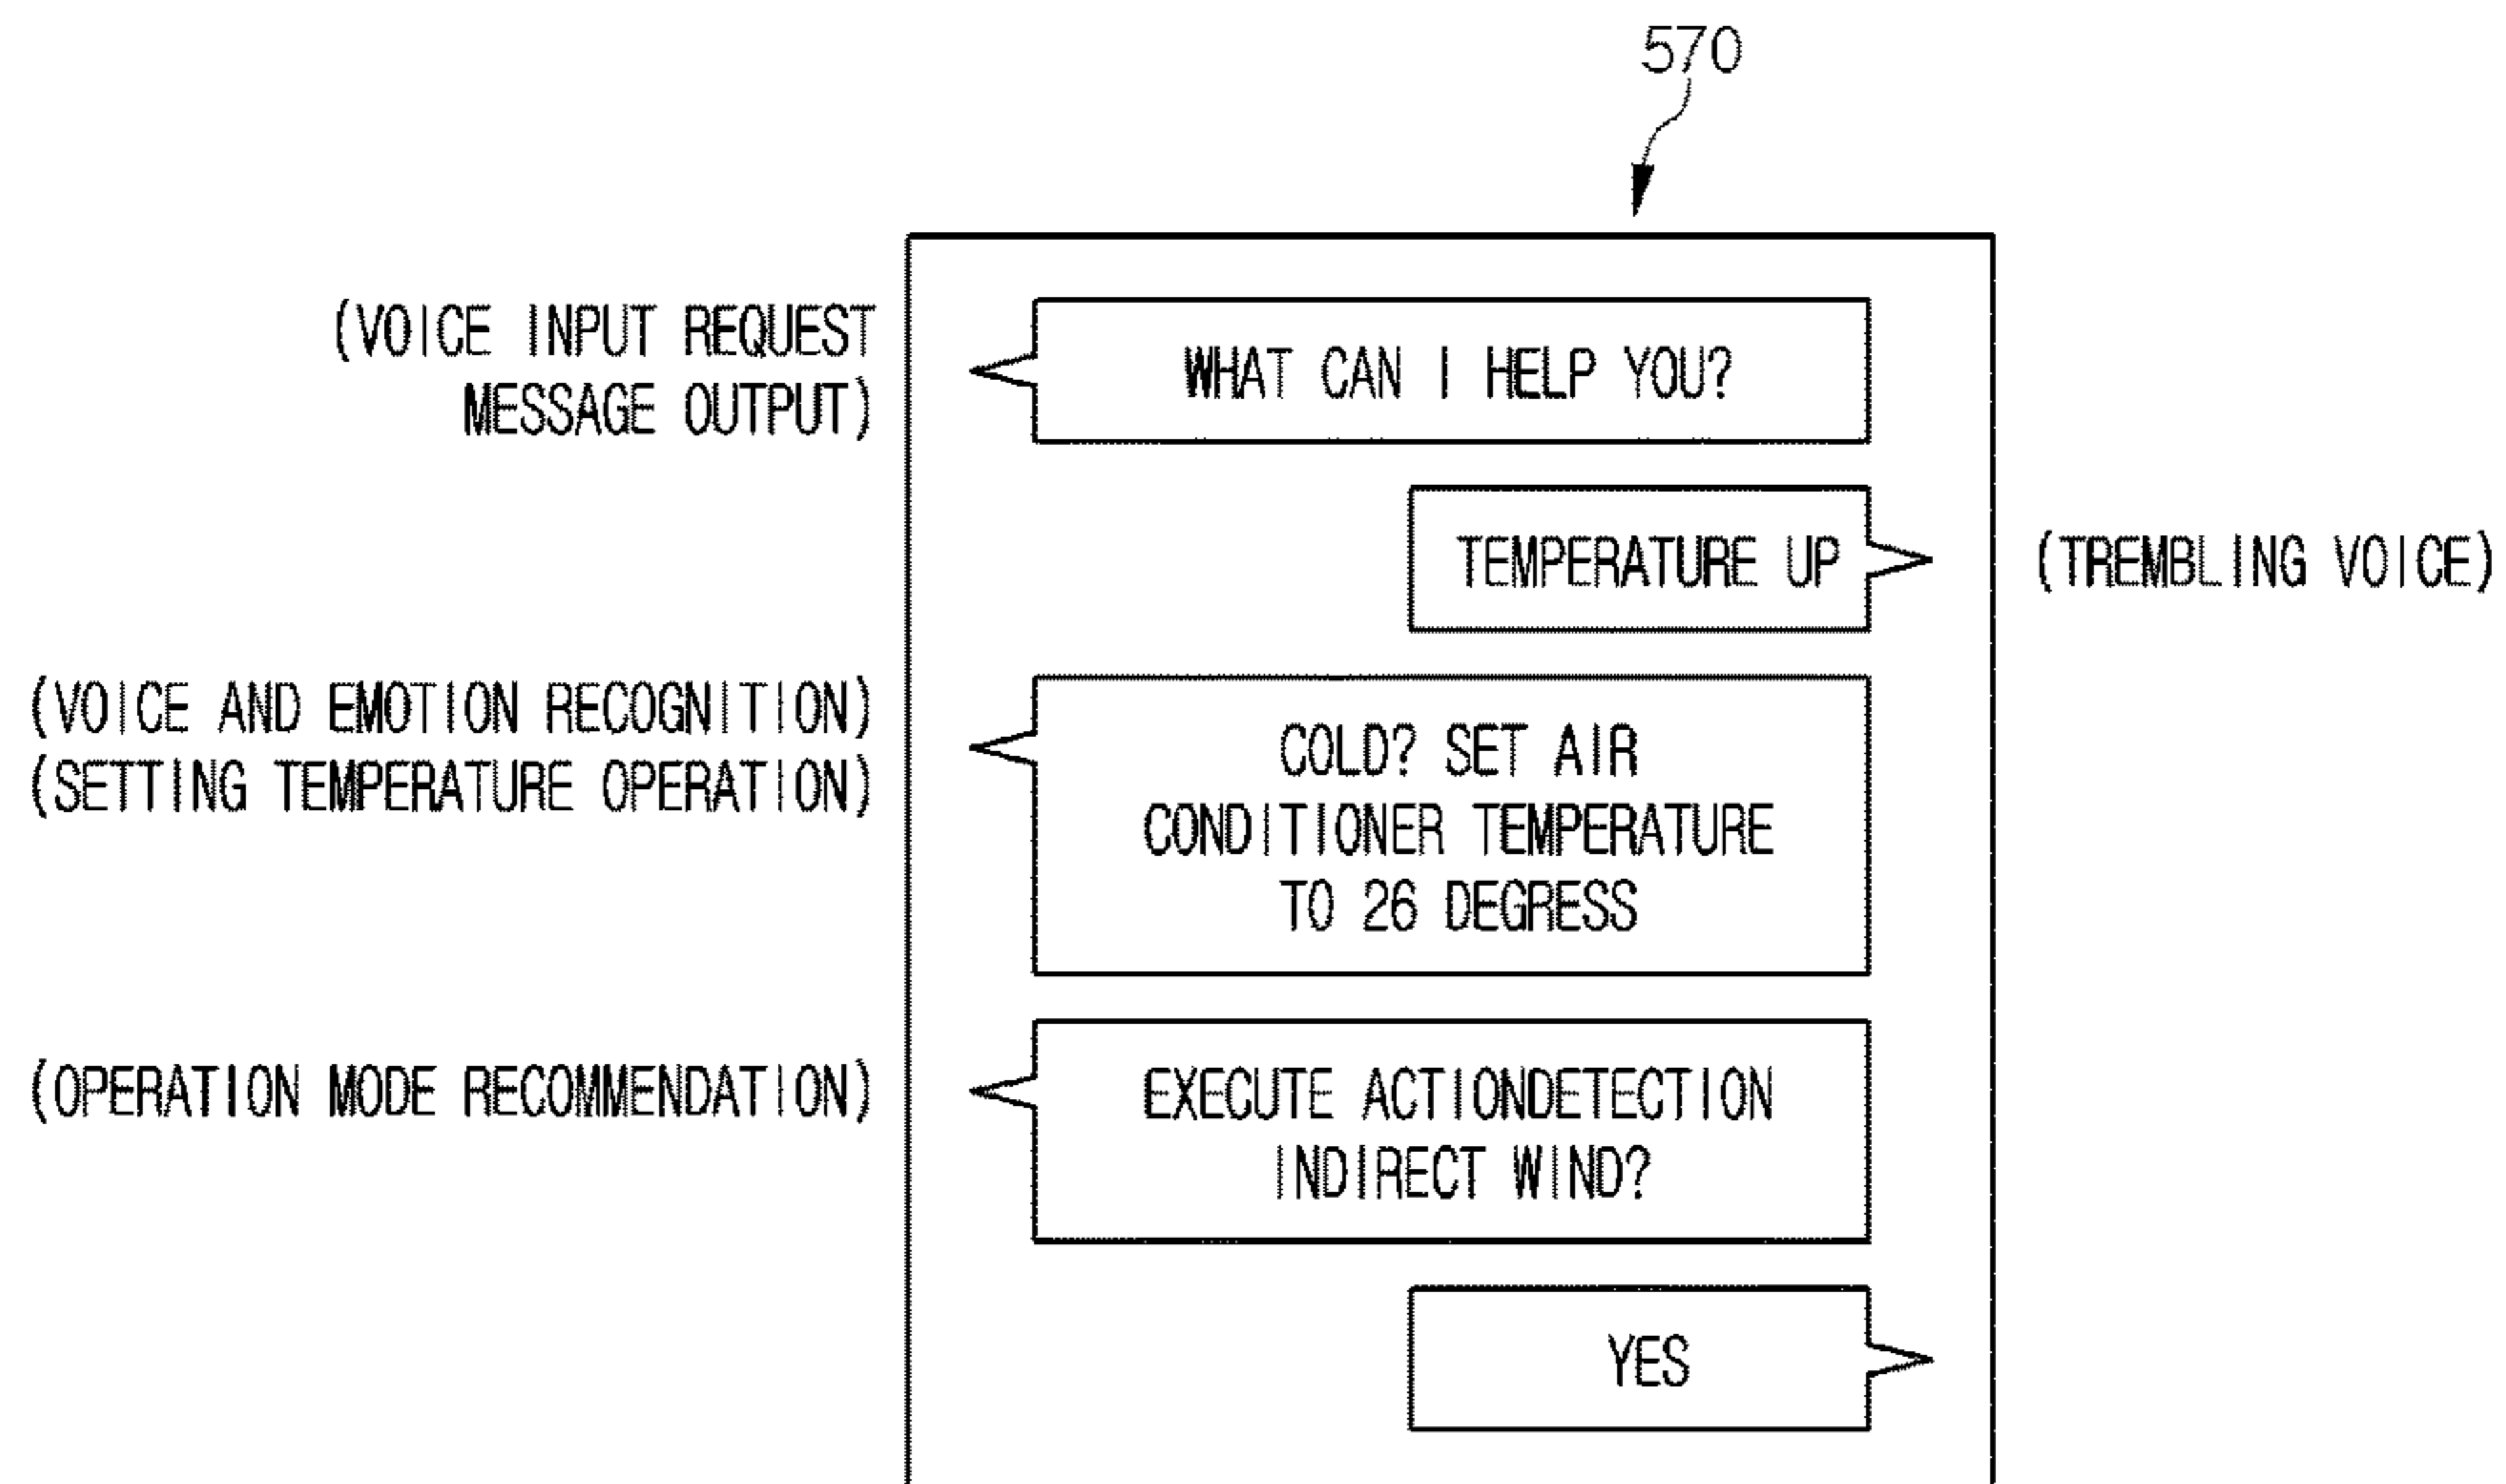 570
(VOICE INPUT REQUEST
MESSAGE OUTPUT)
WHAT CAN I HELP YOU?
TEMPERATURE UP
(TREMBLING VOICE)
(VOICE AND EMOTION RECOGNITION)
(SETTING TEMPERATURE OPERATION)
COLD? SET AIR
CONDITIONER TEMPERATURE
TO 26 DEGRESS
(OPERATION MODE RECOMMENDATION)
EXECUTE ACTIONDETECTION
INDIRECT WIND?
YES